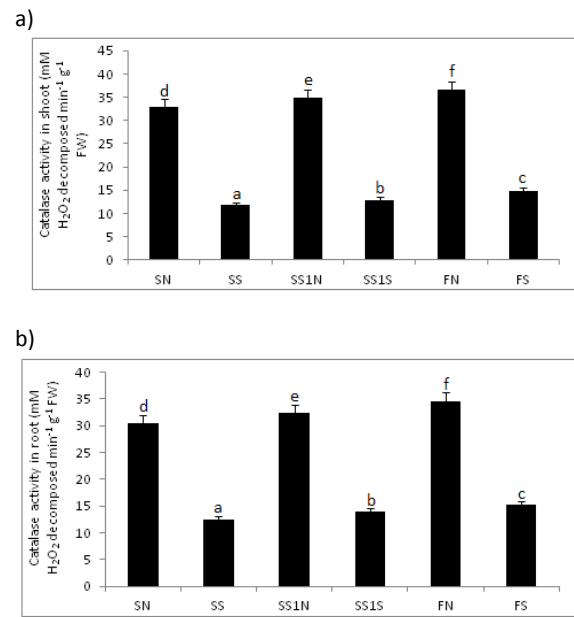 a)
Catalase activity in shoot (mM
H₂O₂ decomposed min⁻¹ g⁻¹
FW)
45
40
35
30
25
20
15
10
5
0
d
a
e
b
f
c
SN SS SS1N SS1S FN FS
b)
Catalase activity in root (mM
H₂O₂ decomposed min⁻¹ g⁻¹ FW)
40
35
30
25
20
15
10
5
0
d
a
e
b
f
c
SN SS SS1N SS1S FN FS